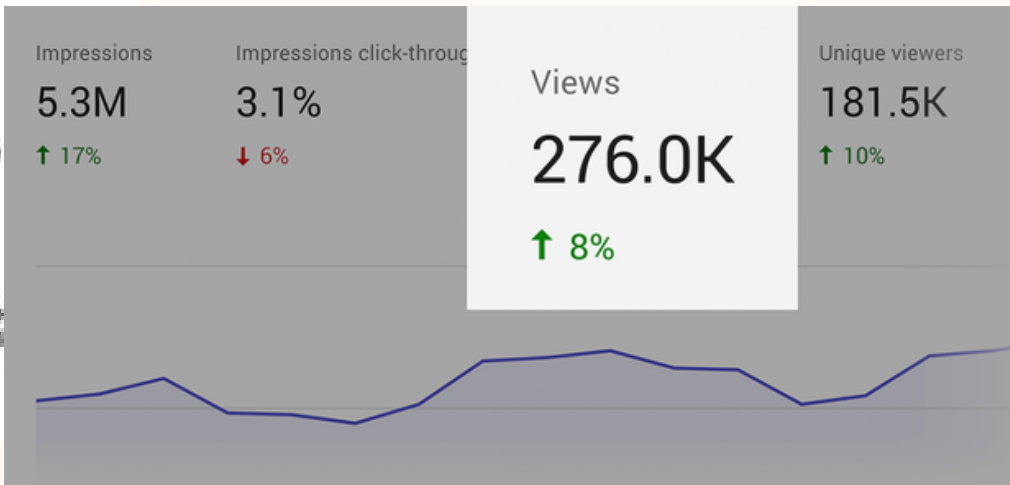 Impressions
5.3M
↑ 17%
Impressions click-throug
3.1%
↓ 6%
Views
276.0K
↑ 8%
Unique viewers
181.5K
↑ 10%